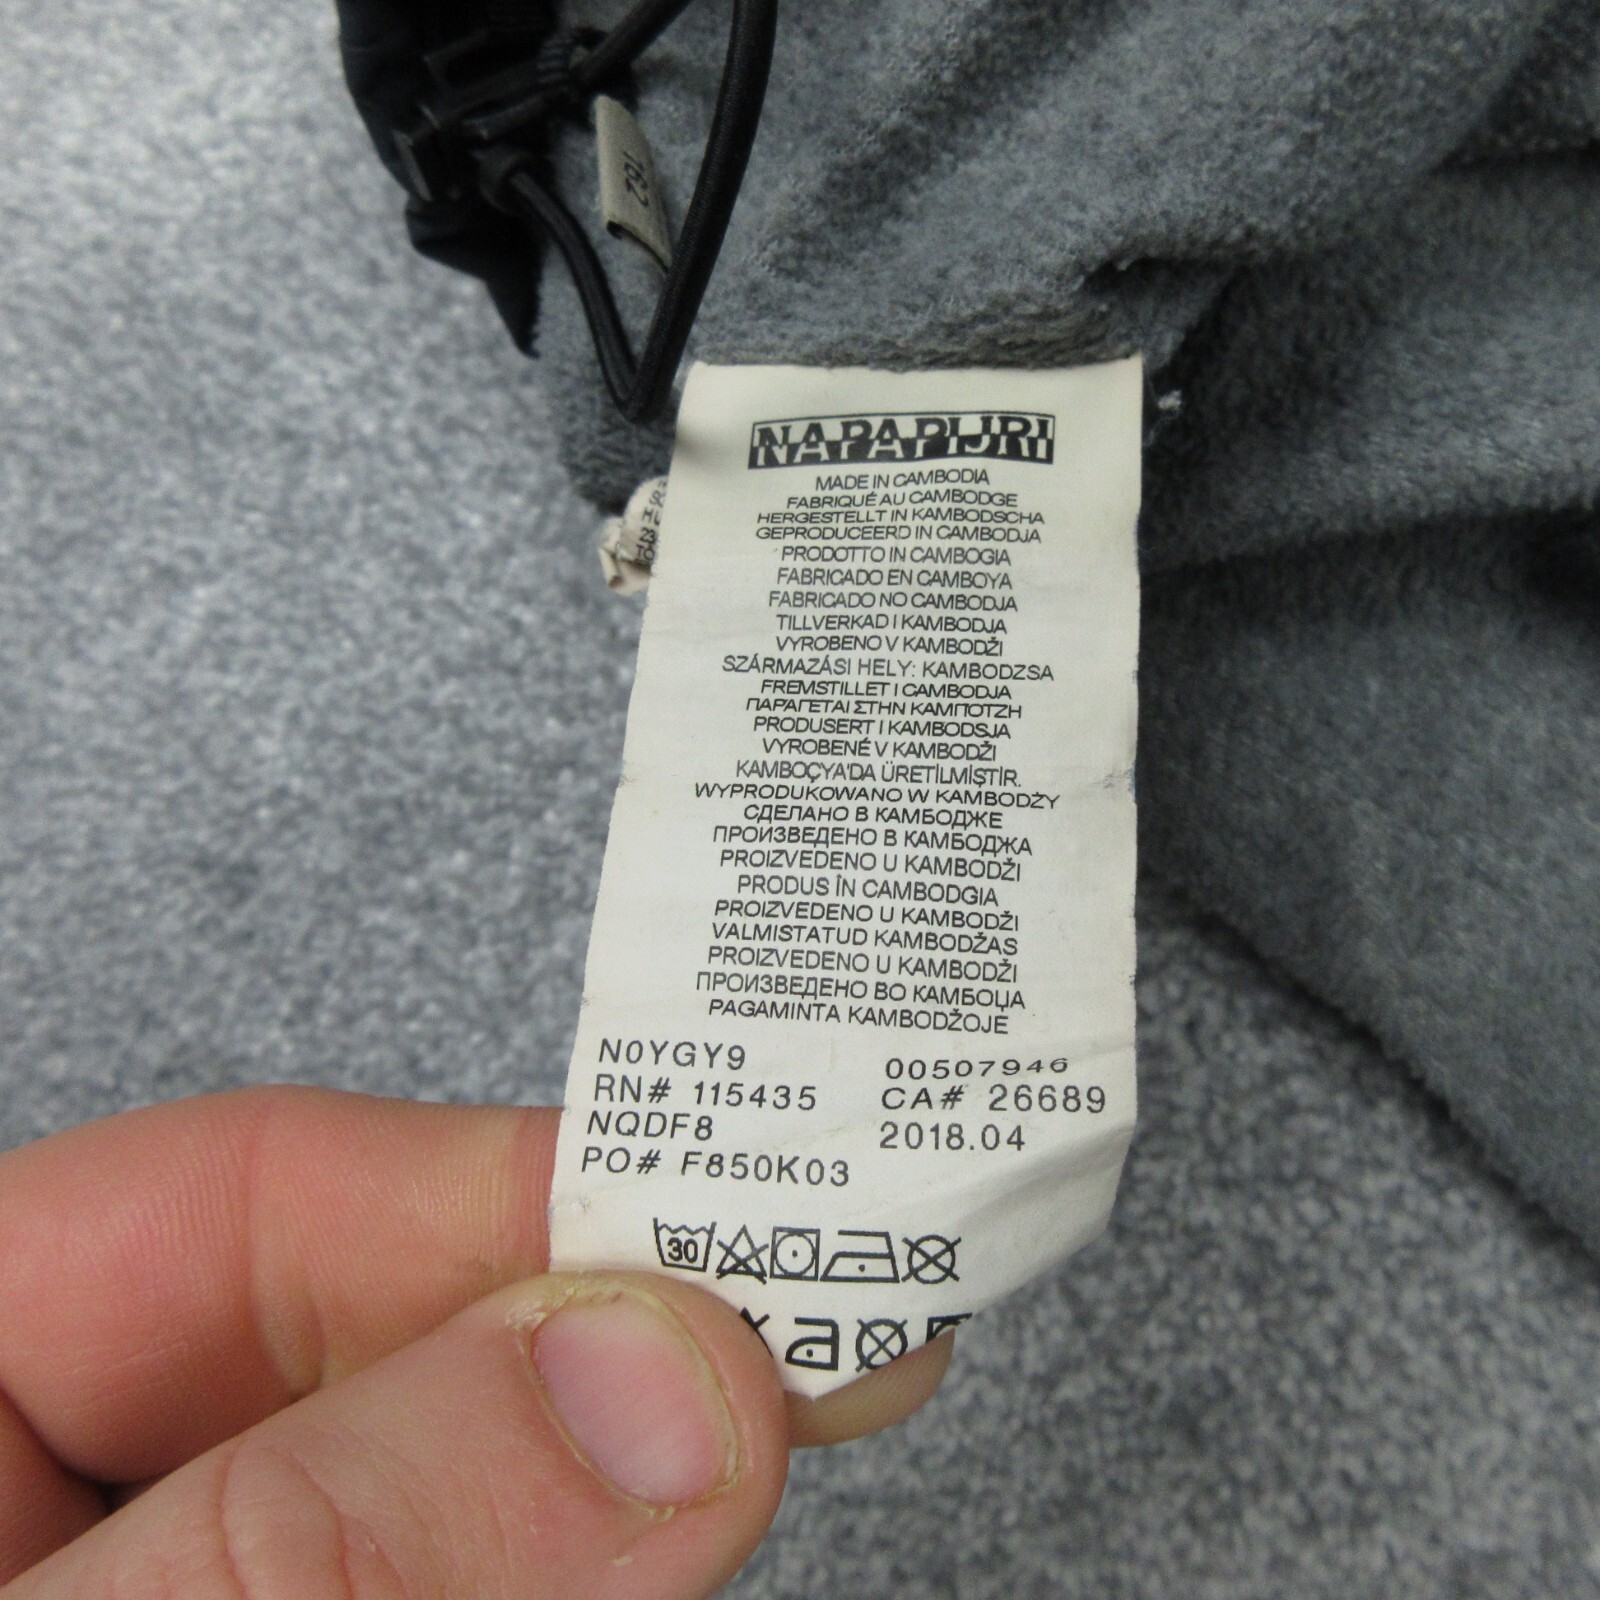 162
NAPAPIJRI
MADE IN CAMBODIA
FABRIQUÉ AU CAMBODGE
HERGESTELLT IN KAMBODSCHA
GEPRODUCEERD IN CAMBODJA
PRODOTTO IN CAMBOGIA
FABRICADO EN CAMBOYA
FABRICADO NO CAMBODJA
TILLVERKAD I KAMBODJA
VYROBENO V KAMBODŽI
SZÁRMAZÁSI HELY: KAMBODZSA
FREMSTILLET I CAMBODJA
ΠΑΡΑΓΕΤΑΙ ΣΤΗΝ ΚΑΜΠΟΤΖΗ
PRODUSERT I KAMBODSJA
VYROBENÉ V KAMBODŽI
KAMBOÇYA'DA ÜRETİLMİŞTİR.
WYPRODUKOWANO W KAMBODŻY
СДЕЛАНО В КАМБОДЖЕ
ПРОИЗВЕДЕНО В КАМБОДЖА
PROIZVEDENO U KAMBODŽI
PRODUS ÎN CAMBODGIA
PROIZVEDENO U KAMBODŽI
VALMISTATUD KAMBODŽAS
PROIZVEDENO U KAMBODŽI
ПРОИЗВЕДЕНО ВО КАМБОЏА
PAGAMINTA KAMBODŽOJE
N0YGY9 00507946
RN# 115435 CA# 26689
NQDF8 2018.04
PO# F850K03
30